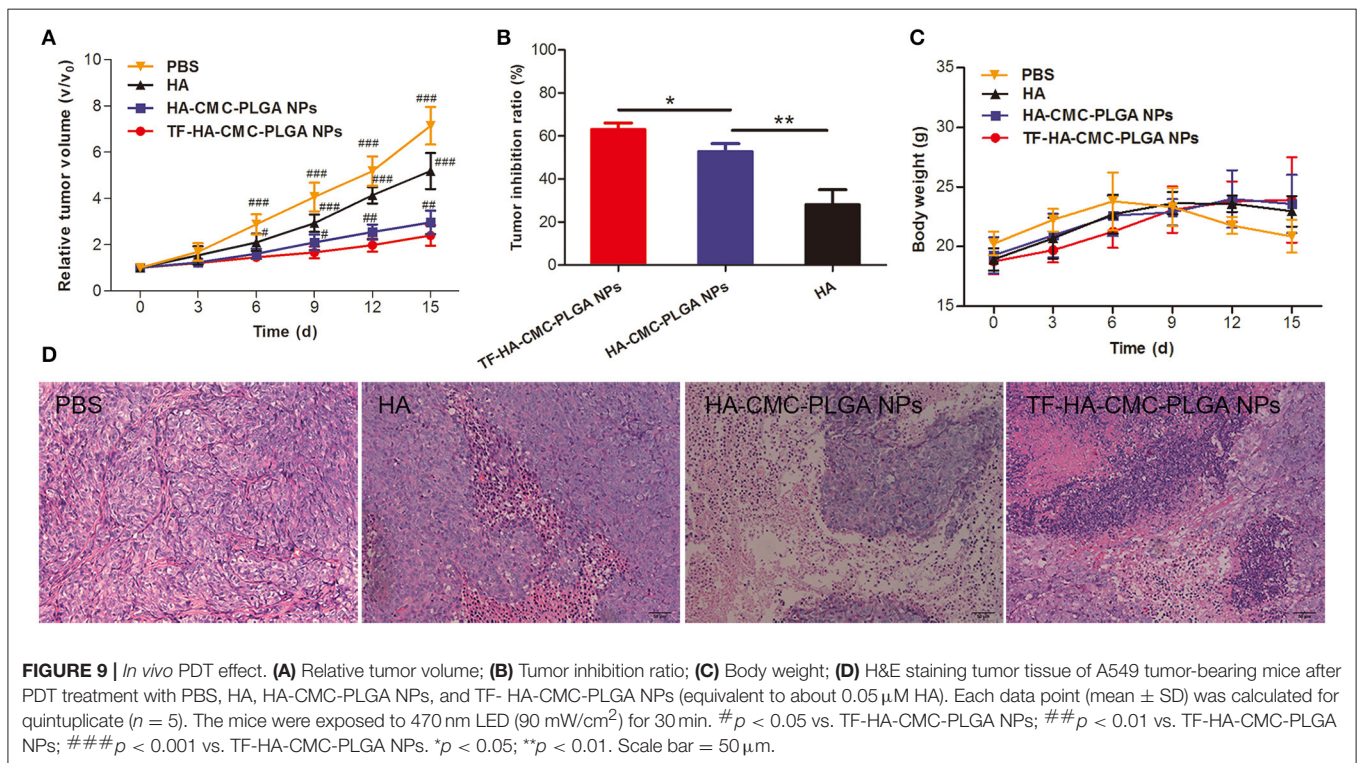 A
B
C
Relative tumor volume (v/v0)
10
8
6
4
2
0
PBS
HA
HA-CMC-PLGA NPs
TF-HA-CMC-PLGA NPs
###
#
###
###
#
###
###
##
###
###
##
0 3 6 9 12 15
Time (d)
Tumor inhibition ratio (%)
100
80
60
40
20
0
*
**
TF-HA-CMC-PLGA NPs
HA-CMC-PLGA NPs
HA
Body weight (g)
35
30
25
20
15
PBS
HA
HA-CMC-PLGA NPs
TF-HA-CMC-PLGA NPs
0 3 6 9 12 15
Time (d)
D
PBS
HA
HA-CMC-PLGA NPs
TF-HA-CMC-PLGA NPs
FIGURE 9 | In vivo PDT effect. (A) Relative tumor volume; (B) Tumor inhibition ratio; (C) Body weight; (D) H&E staining tumor tissue of A549 tumor-bearing mice after
PDT treatment with PBS, HA, HA-CMC-PLGA NPs, and TF- HA-CMC-PLGA NPs (equivalent to about 0.05 μM HA). Each data point (mean ± SD) was calculated for
quintuplicate (n = 5). The mice were exposed to 470 nm LED (90 mW/cm²) for 30 min. #p < 0.05 vs. TF-HA-CMC-PLGA NPs; ##p < 0.01 vs. TF-HA-CMC-PLGA
NPs; ###p < 0.001 vs. TF-HA-CMC-PLGA NPs. *p < 0.05; **p < 0.01. Scale bar = 50 μm.